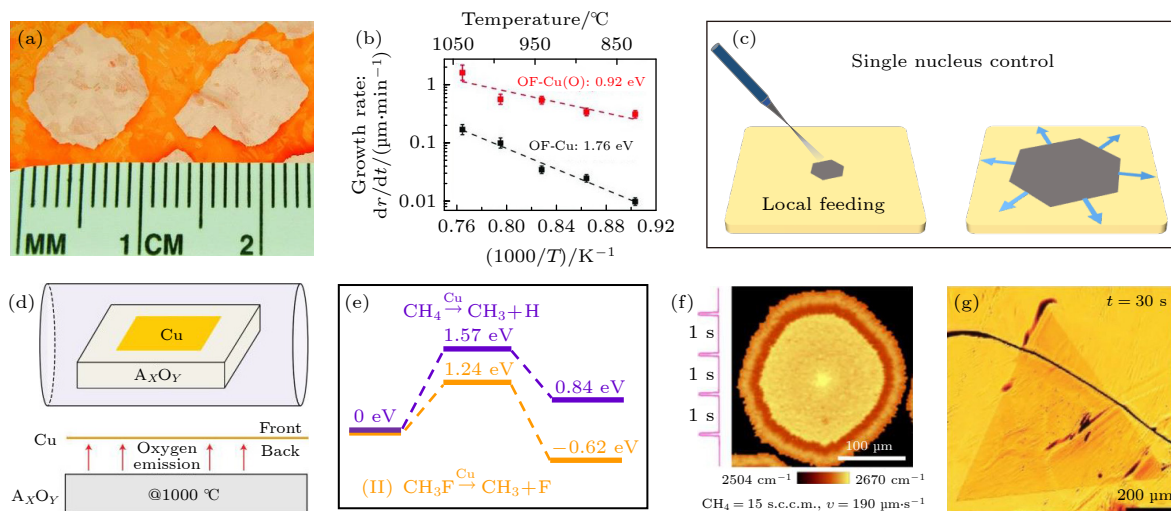 (a)
MM 1 CM 2
(b)
Temperature/℃
1050 940 850
OF-Cu(O): 0.92 eV
OF-Cu: 1.76 eV
Growth rate:
dr/dt/(μm·min⁻¹)
1
0.1
0.01
0.76 0.80 0.84 0.88 0.92
(1000/T)/K⁻¹
(c)
Single nucleus control
Local feeding
(d)
Cu
AXOY
Cu
Front
Oxygen
emission
Back
AXOY
@1000 ℃
(e)
CH₄ Cu→ CH₃+H
1.57 eV
1.24 eV
0 eV
0.84 eV
−0.62 eV
(II) CH₃F Cu→ CH₃+F
(f)
1 s
1 s
1 s
100 μm
2504 cm⁻¹ 2670 cm⁻¹
CH₄ = 15 s.c.c.m., υ = 190 μm·s⁻¹
(g)
t = 30 s
200 μm